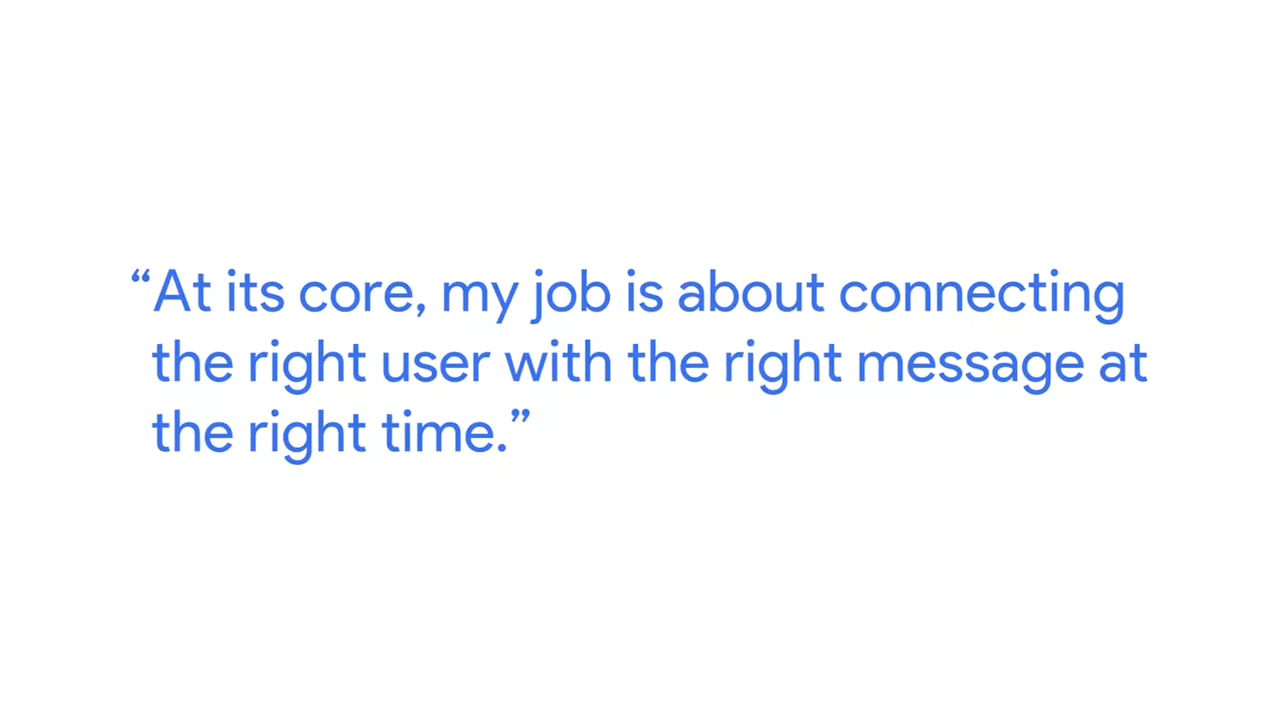 “At its core, my job is about connecting
the right user with the right message at
the right time.”